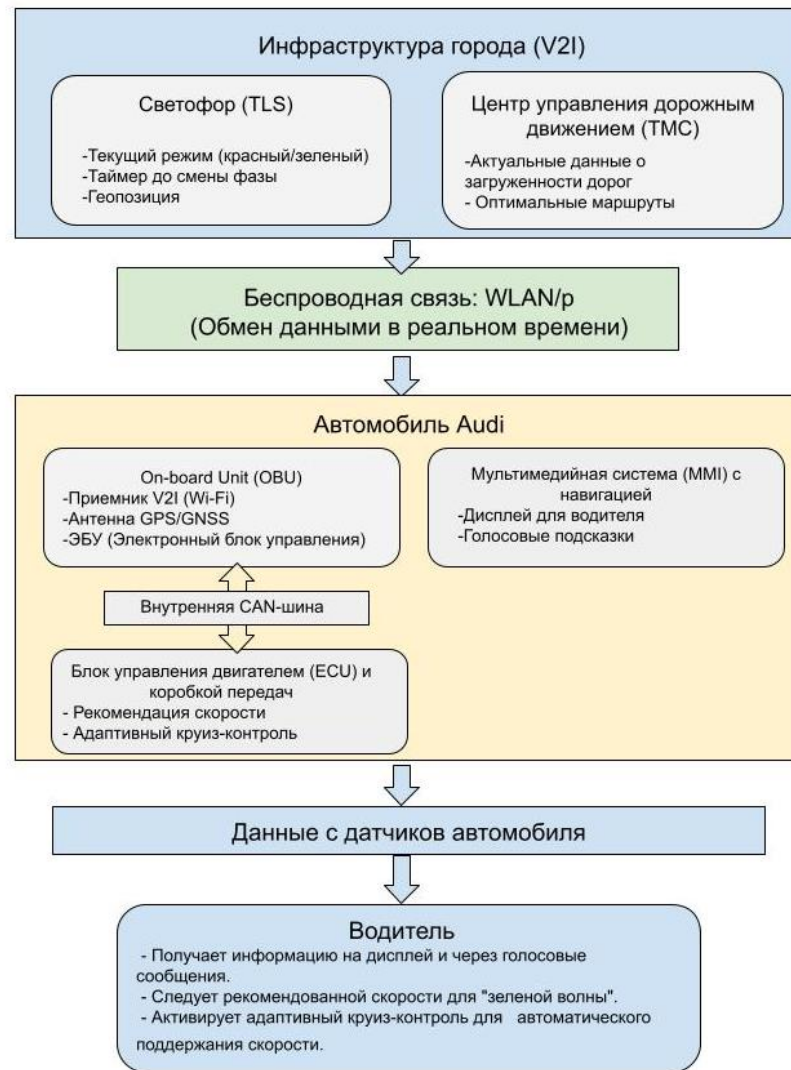 Инфраструктура города (V2I)
Светофор (TLS)
-Текущий режим (красный/зеленый)
-Таймер до смены фазы
-Геопозиция
Центр управления дорожным
движением (TMC)
-Актуальные данные о
загруженности дорог
- Оптимальные маршруты
Беспроводная связь: WLAN/p
(Обмен данными в реальном времени)
Автомобиль Audi
On-board Unit (OBU)
-Приемник V2I (Wi-Fi)
-Антенна GPS/GNSS
-ЭБУ (Электронный блок управления)
Мультимедийная система (MMI) с
навигацией
-Дисплей для водителя
-Голосовые подсказки
Внутренняя CAN-шина
Блок управления двигателем (ECU) и
коробкой передач
- Рекомендация скорости
- Адаптивный круиз-контроль
Данные с датчиков автомобиля
Водитель
- Получает информацию на дисплей и через голосовые
сообщения.
- Следует рекомендованной скорости для "зеленой волны".
- Активирует адаптивный круиз-контроль для автоматического
поддержания скорости.